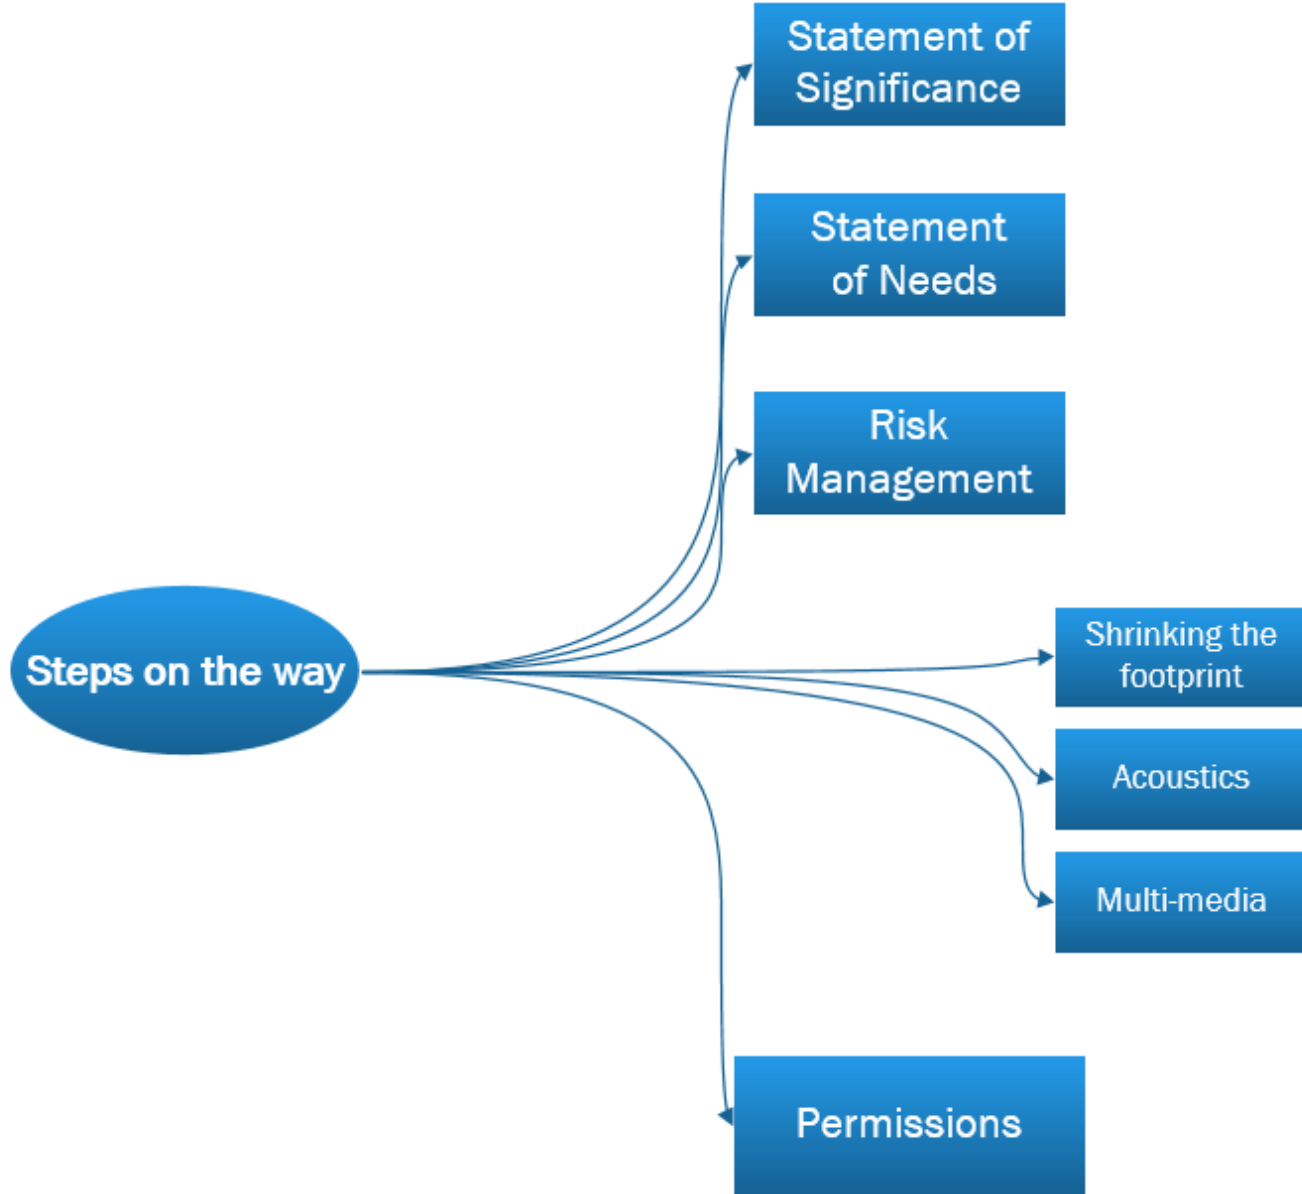 Statement of
Significance
Statement
of Needs
Risk
Management
Steps on the way
Shrinking the
footprint
Acoustics
Multi-media
Permissions